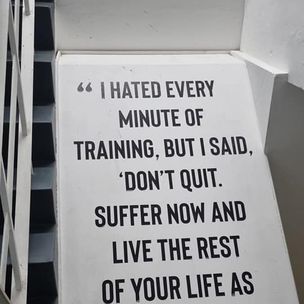 “ I HATED EVERY
MINUTE OF
TRAINING, BUT I SAID,
‘DON'T QUIT.
SUFFER NOW AND
LIVE THE REST
OF YOUR LIFE AS